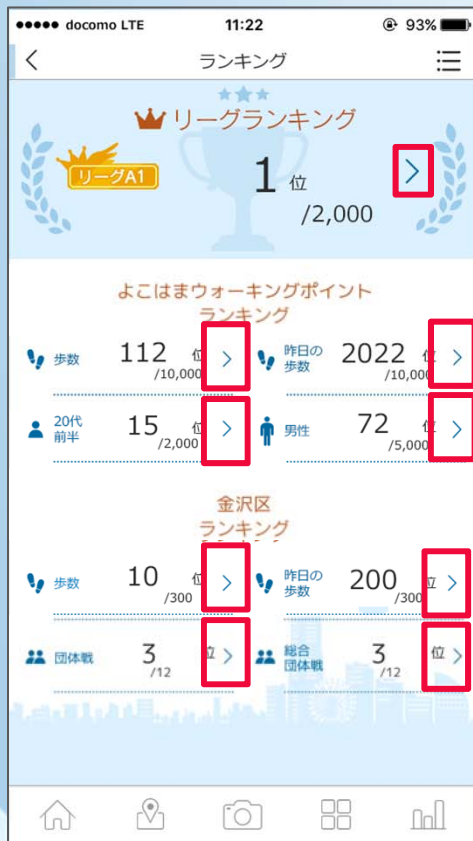 docomo LTE 11:22 93%
ランキング
リーグランキング
リーグA1
1 位
/2,000
よこはまウォーキングポイント
ランキング
歩数 112 位 /10,000
昨日の歩数 2022 位 /10,000
20代前半 15 位 /2,000
男性 72 位 /5,000
金沢区
ランキング
歩数 10 位 /300
昨日の歩数 200 位 /300
団体戦 3 位 /12
総合団体戦 3 位 /12